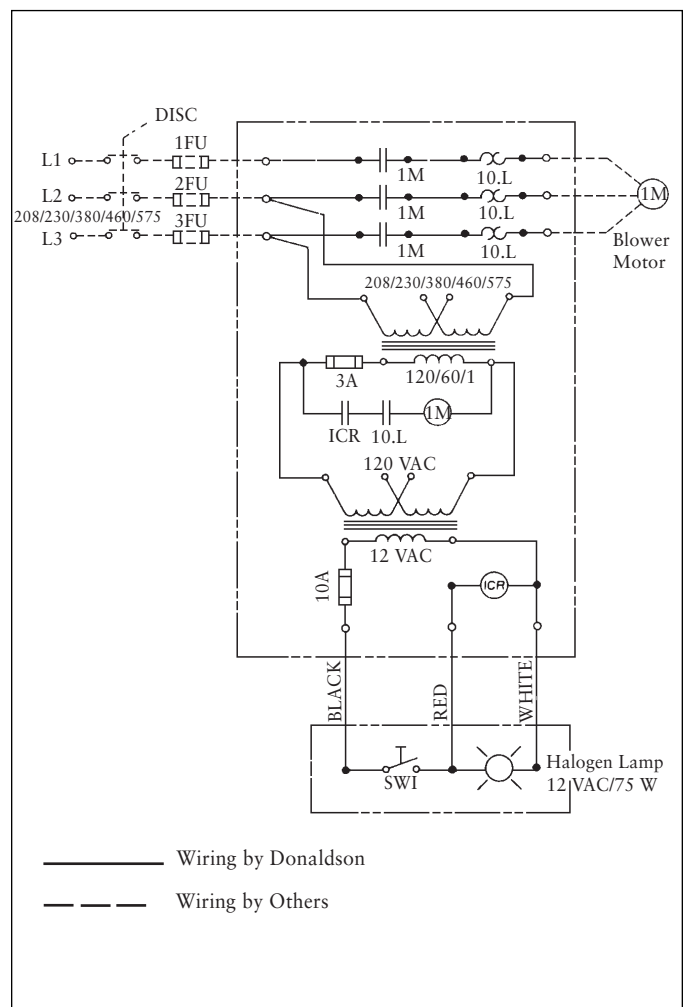 DISC
1FU
L1
1M
10.L
2FU
L2
1M
10.L
1M
208/230/380/460/575
3FU
L3
1M
10.L
Blower
Motor
208/230/380/460/575
3A
120/60/1
1M
ICR
10.L
120 VAC
12 VAC
10A
ICR
BLACK
RED
WHITE
SWI
Halogen Lamp
12 VAC/75 W
Wiring by Donaldson
Wiring by Others